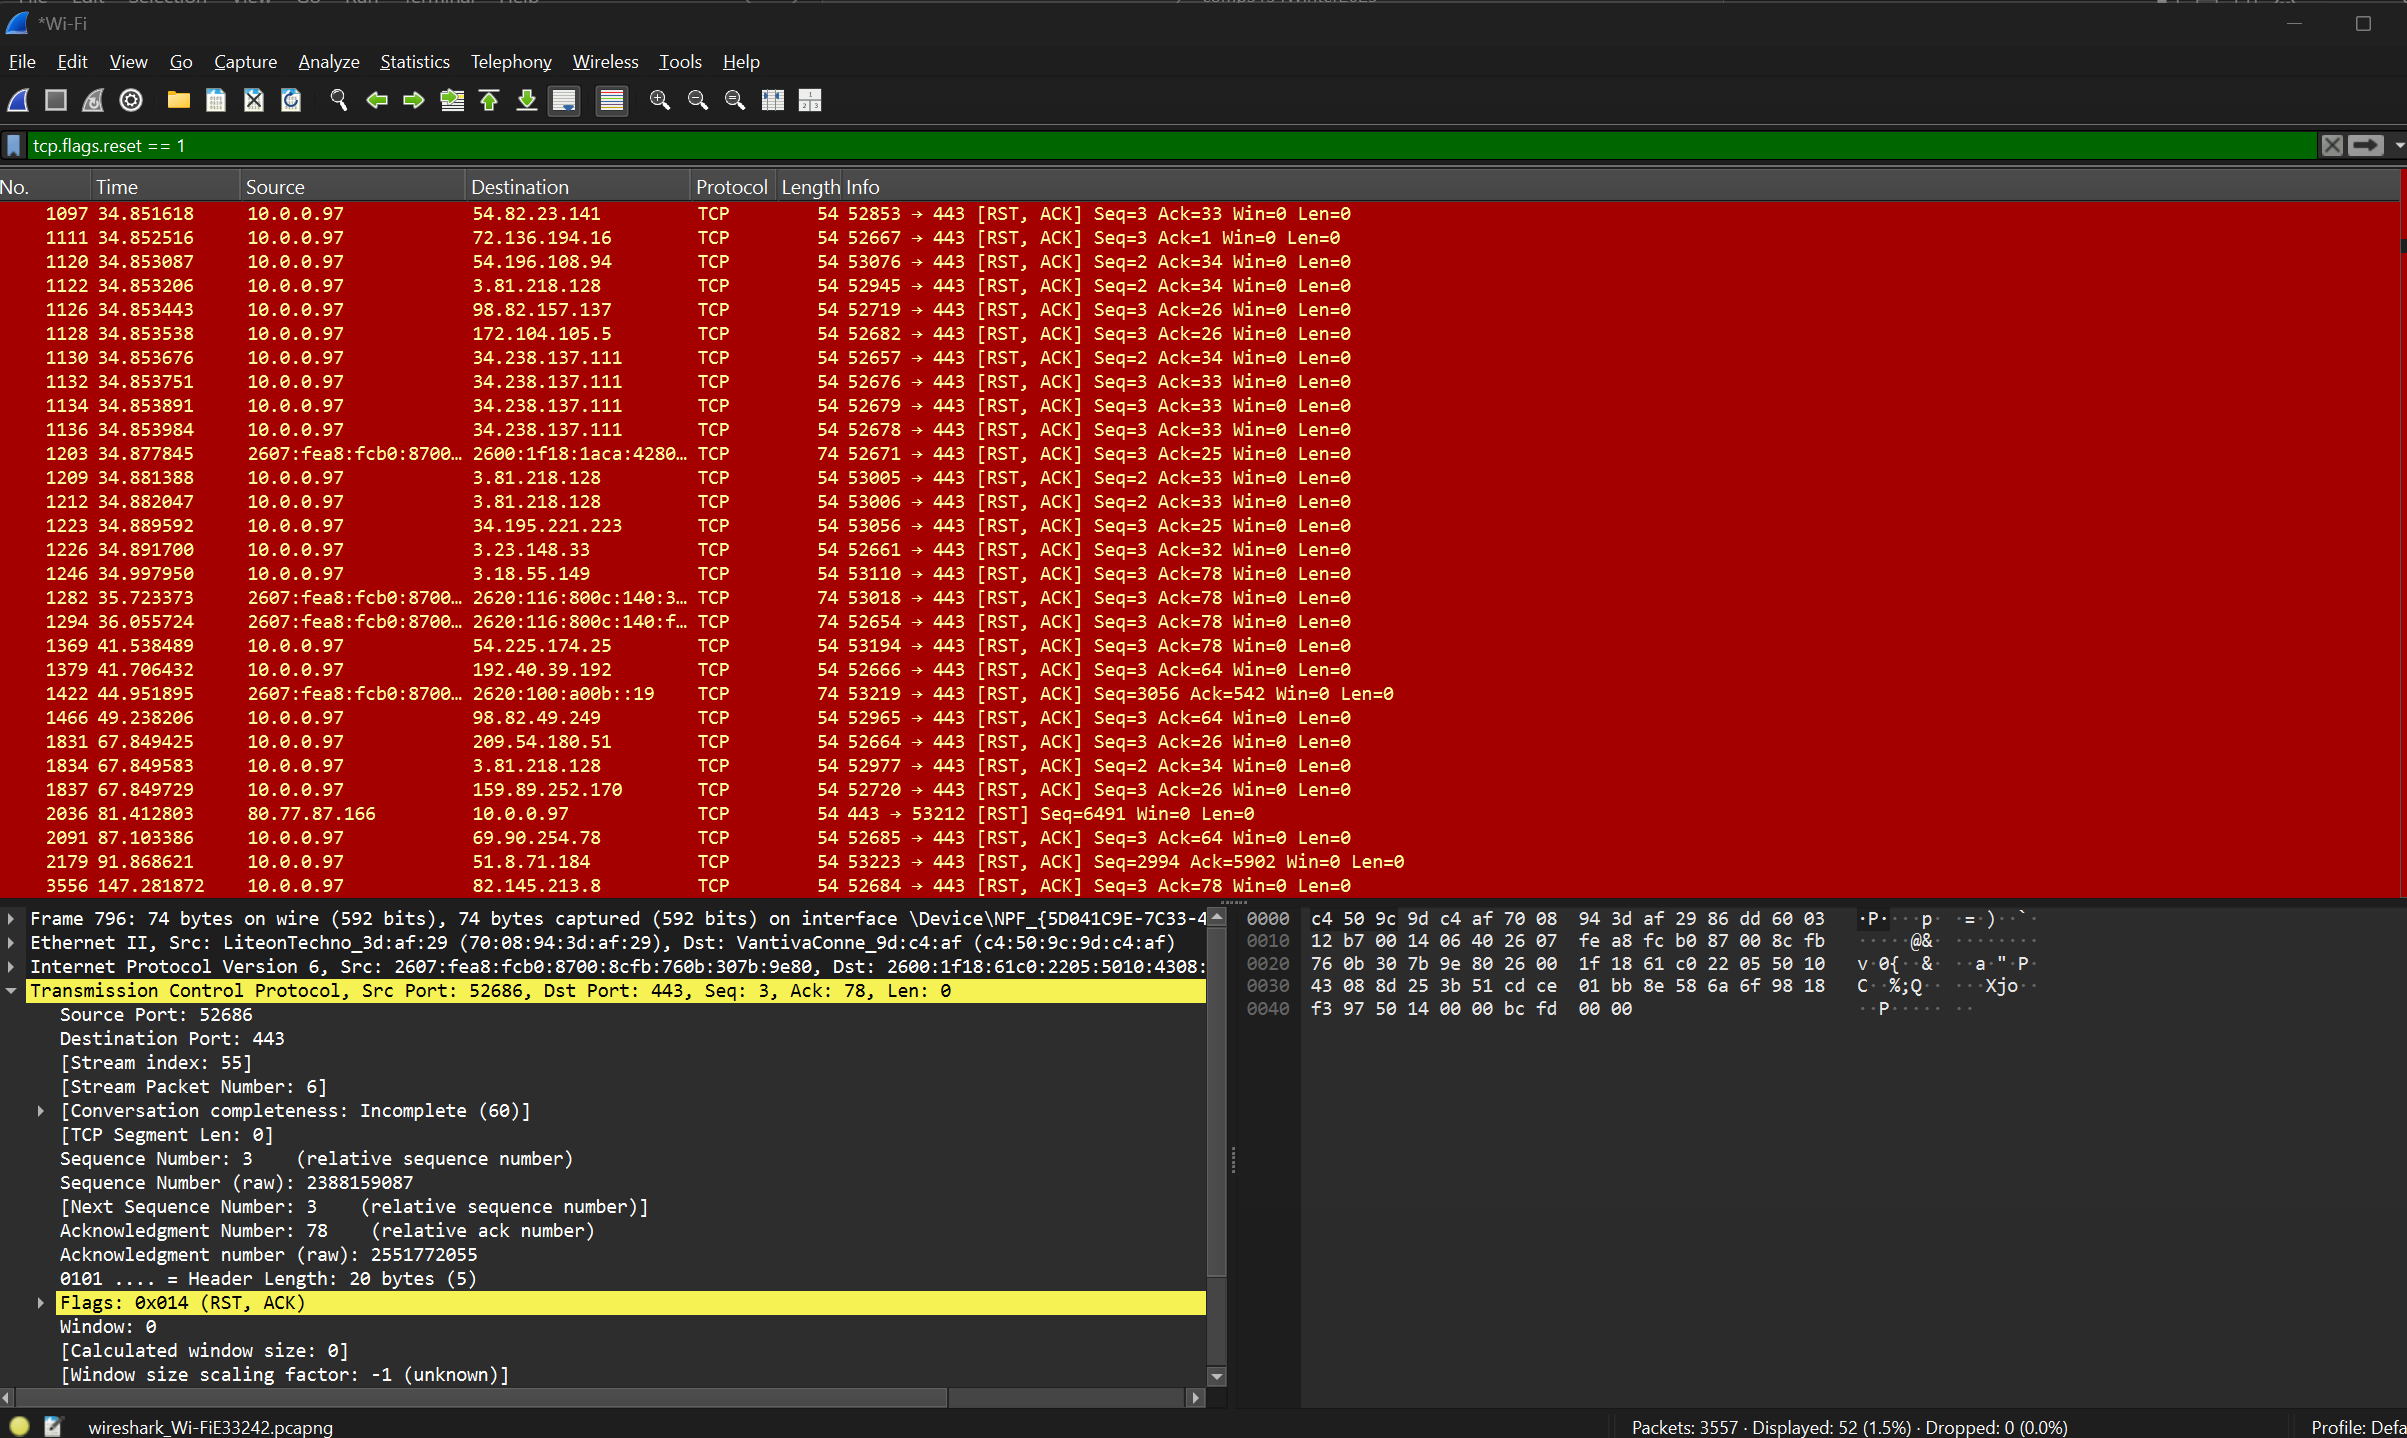 *Wi-Fi
File Edit View Go Capture Analyze Statistics Telephony Wireless Tools Help
tcp.flags.reset == 1
No. Time Source Destination Protocol Length Info
1097 34.851618 10.0.0.97 54.82.23.141 TCP 54 52853 → 443 [RST, ACK] Seq=3 Ack=33 Win=0 Len=0
1111 34.852516 10.0.0.97 72.136.194.16 TCP 54 52667 → 443 [RST, ACK] Seq=3 Ack=1 Win=0 Len=0
1120 34.853087 10.0.0.97 54.196.108.94 TCP 54 53076 → 443 [RST, ACK] Seq=2 Ack=34 Win=0 Len=0
1122 34.853206 10.0.0.97 3.81.218.128 TCP 54 52945 → 443 [RST, ACK] Seq=2 Ack=34 Win=0 Len=0
1126 34.853443 10.0.0.97 98.82.157.137 TCP 54 52719 → 443 [RST, ACK] Seq=3 Ack=26 Win=0 Len=0
1128 34.853538 10.0.0.97 172.104.105.5 TCP 54 52682 → 443 [RST, ACK] Seq=3 Ack=26 Win=0 Len=0
1130 34.853676 10.0.0.97 34.238.137.111 TCP 54 52657 → 443 [RST, ACK] Seq=2 Ack=34 Win=0 Len=0
1132 34.853751 10.0.0.97 34.238.137.111 TCP 54 52676 → 443 [RST, ACK] Seq=3 Ack=33 Win=0 Len=0
1134 34.853891 10.0.0.97 34.238.137.111 TCP 54 52679 → 443 [RST, ACK] Seq=3 Ack=33 Win=0 Len=0
1136 34.853984 10.0.0.97 34.238.137.111 TCP 54 52678 → 443 [RST, ACK] Seq=3 Ack=33 Win=0 Len=0
1203 34.877845 2607:fea8:fcb0:8700… 2600:1f18:1aca:4280… TCP 74 52671 → 443 [RST, ACK] Seq=3 Ack=25 Win=0 Len=0
1209 34.881388 10.0.0.97 3.81.218.128 TCP 54 53005 → 443 [RST, ACK] Seq=2 Ack=33 Win=0 Len=0
1212 34.882047 10.0.0.97 3.81.218.128 TCP 54 53006 → 443 [RST, ACK] Seq=2 Ack=33 Win=0 Len=0
1223 34.889592 10.0.0.97 34.195.221.223 TCP 54 53056 → 443 [RST, ACK] Seq=3 Ack=25 Win=0 Len=0
1226 34.891700 10.0.0.97 3.23.148.33 TCP 54 52661 → 443 [RST, ACK] Seq=3 Ack=32 Win=0 Len=0
1246 34.997950 10.0.0.97 3.18.55.149 TCP 54 53110 → 443 [RST, ACK] Seq=3 Ack=78 Win=0 Len=0
1282 35.723373 2607:fea8:fcb0:8700… 2620:116:800c:140:3… TCP 74 53018 → 443 [RST, ACK] Seq=3 Ack=78 Win=0 Len=0
1294 36.055724 2607:fea8:fcb0:8700… 2620:116:800c:140:f… TCP 74 52654 → 443 [RST, ACK] Seq=3 Ack=78 Win=0 Len=0
1369 41.538489 10.0.0.97 54.225.174.25 TCP 54 53194 → 443 [RST, ACK] Seq=3 Ack=78 Win=0 Len=0
1379 41.706432 10.0.0.97 192.40.39.192 TCP 54 52666 → 443 [RST, ACK] Seq=3 Ack=64 Win=0 Len=0
1422 44.951895 2607:fea8:fcb0:8700… 2620:100:a00b::19 TCP 74 53219 → 443 [RST, ACK] Seq=3056 Ack=542 Win=0 Len=0
1466 49.238206 10.0.0.97 98.82.49.249 TCP 54 52965 → 443 [RST, ACK] Seq=3 Ack=64 Win=0 Len=0
1831 67.849425 10.0.0.97 209.54.180.51 TCP 54 52664 → 443 [RST, ACK] Seq=3 Ack=26 Win=0 Len=0
1834 67.849583 10.0.0.97 3.81.218.128 TCP 54 52977 → 443 [RST, ACK] Seq=2 Ack=34 Win=0 Len=0
1837 67.849729 10.0.0.97 159.89.252.170 TCP 54 52720 → 443 [RST, ACK] Seq=3 Ack=26 Win=0 Len=0
2036 81.412803 80.77.87.166 10.0.0.97 TCP 54 443 → 53212 [RST] Seq=6491 Win=0 Len=0
2091 87.103386 10.0.0.97 69.90.254.78 TCP 54 52685 → 443 [RST, ACK] Seq=3 Ack=64 Win=0 Len=0
2179 91.868621 10.0.0.97 51.8.71.184 TCP 54 53223 → 443 [RST, ACK] Seq=2994 Ack=5902 Win=0 Len=0
3556 147.281872 10.0.0.97 82.145.213.8 TCP 54 52684 → 443 [RST, ACK] Seq=3 Ack=78 Win=0 Len=0
Frame 796: 74 bytes on wire (592 bits), 74 bytes captured (592 bits) on interface \Device\NPF_{5D041C9E-7C33-4
Ethernet II, Src: LiteonTechno_3d:af:29 (70:08:94:3d:af:29), Dst: VantivaConne_9d:c4:af (c4:50:9c:9d:c4:af)
Internet Protocol Version 6, Src: 2607:fea8:fcb0:8700:8cfb:760b:307b:9e80, Dst: 2600:1f18:61c0:2205:5010:4308:
Transmission Control Protocol, Src Port: 52686, Dst Port: 443, Seq: 3, Ack: 78, Len: 0
Source Port: 52686
Destination Port: 443
[Stream index: 55]
[Stream Packet Number: 6]
[Conversation completeness: Incomplete (60)]
[TCP Segment Len: 0]
Sequence Number: 3 (relative sequence number)
Sequence Number (raw): 2388159087
[Next Sequence Number: 3 (relative sequence number)]
Acknowledgment Number: 78 (relative ack number)
Acknowledgment number (raw): 2551772055
0101 .... = Header Length: 20 bytes (5)
Flags: 0x014 (RST, ACK)
Window: 0
[Calculated window size: 0]
[Window size scaling factor: -1 (unknown)]
0000 c4 50 9c 9d c4 af 70 08 94 3d af 29 86 dd 60 03 ·P····p· ·=·)··`·
0010 12 b7 00 14 06 40 26 07 fe a8 fc b0 87 00 8c fb ·····@&· ········
0020 76 0b 30 7b 9e 80 26 00 1f 18 61 c0 22 05 50 10 v·0{··&· ··a·"·P·
0030 43 08 8d 25 3b 51 cd ce 01 bb 8e 58 6a 6f 98 18 C··%;Q·· ···Xjo··
0040 f3 97 50 14 00 00 bc fd 00 00 ··P····· ··
wireshark_Wi-FiE33242.pcapng
Packets: 3557 · Displayed: 52 (1.5%) · Dropped: 0 (0.0%)
Profile: Defa